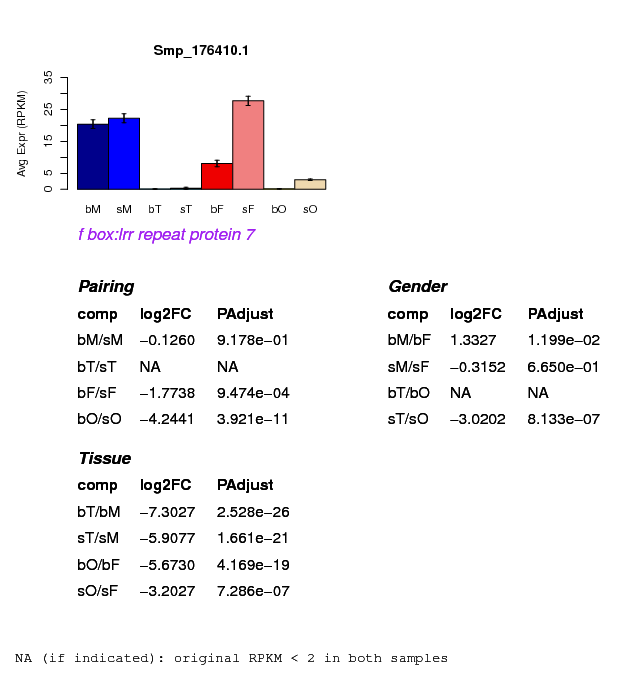 Smp_176410.1
Avg Expr (RPKM)
35
25
15
5
0
bM sM bT sT bF sF bO sO
f box:lrr repeat protein 7
Pairing
comp log2FC PAdjust
bM/sM −0.1260 9.178e−01
bT/sT NA NA
bF/sF −1.7738 9.474e−04
bO/sO −4.2441 3.921e−11
Gender
comp log2FC PAdjust
bM/bF 1.3327 1.199e−02
sM/sF −0.3152 6.650e−01
bT/bO NA NA
sT/sO −3.0202 8.133e−07
Tissue
comp log2FC PAdjust
bT/bM −7.3027 2.528e−26
sT/sM −5.9077 1.661e−21
bO/bF −5.6730 4.169e−19
sO/sF −3.2027 7.286e−07
NA (if indicated): original RPKM < 2 in both samples